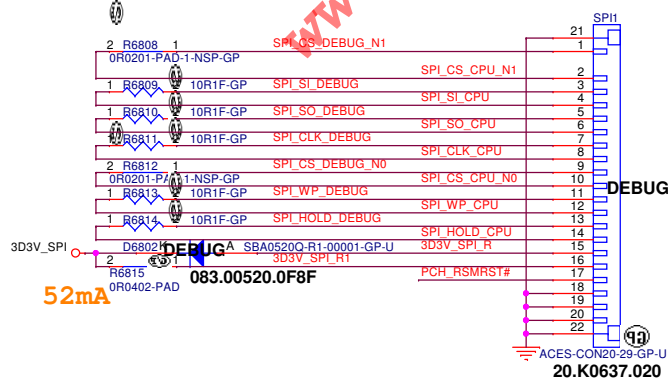 SPI1
21
2 R6808 1 SPI_CS_DEBUG_N1 1
0R0201-PAD-1-NSP-GP
SPI_CS_CPU_N1 2
1 R6809 10R1F-GP SPI_SI_DEBUG 3
SPI_SI_CPU 4
1 R6810 10R1F-GP SPI_SO_DEBUG 5
SPI_SO_CPU 6
1 R6811 10R1F-GP SPI_CLK_DEBUG 7
SPI_CLK_CPU 8
2 R6812 1 SPI_CS_DEBUG_N0 9
0R0201-PAD-1-NSP-GP SPI_CS_CPU_N0 10
DEBUG
1 R6813 10R1F-GP SPI_WP_DEBUG 11
SPI_WP_CPU 12
1 R6814 10R1F-GP SPI_HOLD_DEBUG 13
SPI_HOLD_CPU 14
3D3V_SPI D6802 K DEBUG A SBA0520Q-R1-00001-GP-U 3D3V_SPI_R 15
2 1 3D3V_SPI_R1 16
R6815 083.00520.0F8F PCH_RSMRST# 17
0R0402-PAD 18
52mA 19
20
22
ACES-CON20-29-GP-U
20.K0637.020